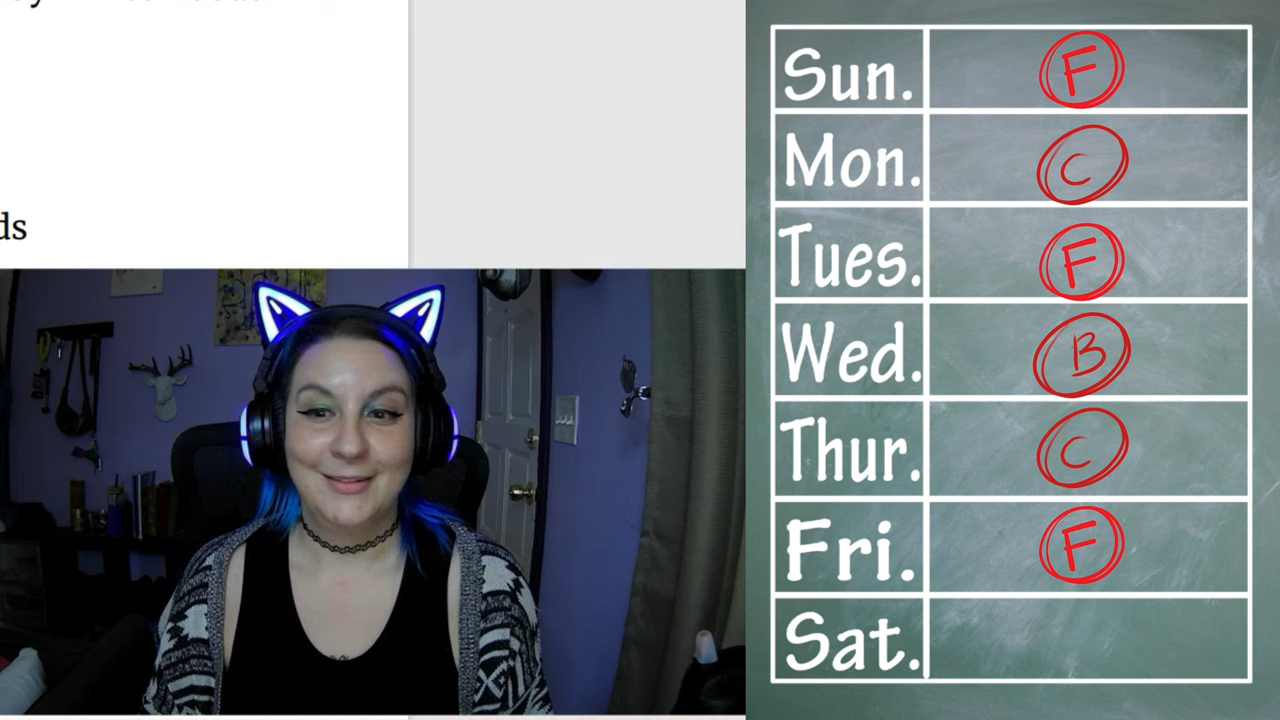 ds
Sun. F
Mon. C
Tues. F
Wed. B
Thur. C
Fri. F
Sat.